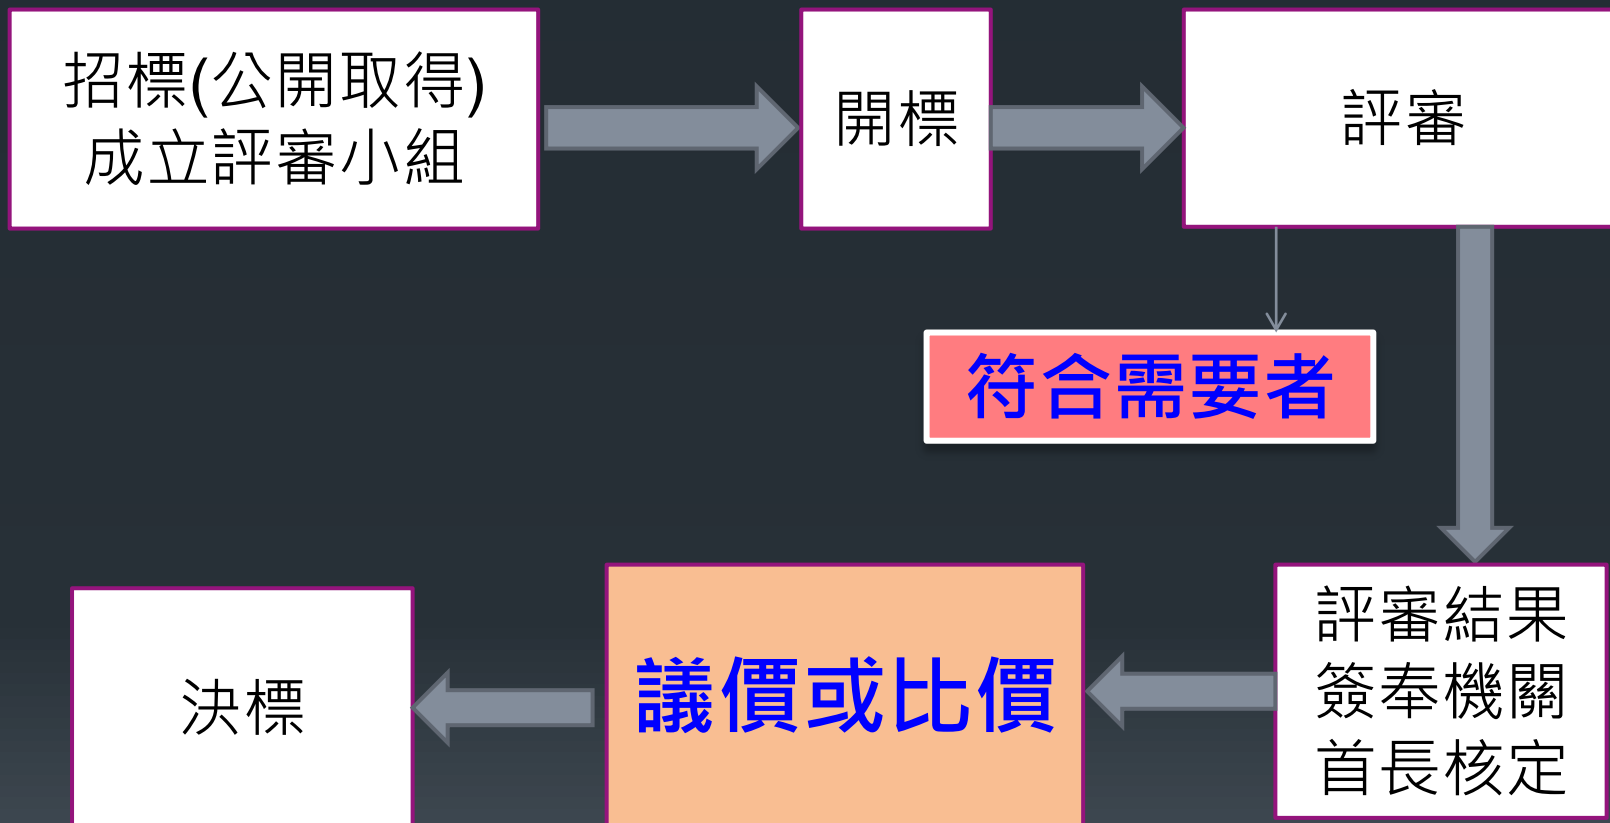 招標(公開取得)
成立評審小組
開標
評審
符合需要者
評審結果
簽奉機關
首長核定
議價或比價
決標